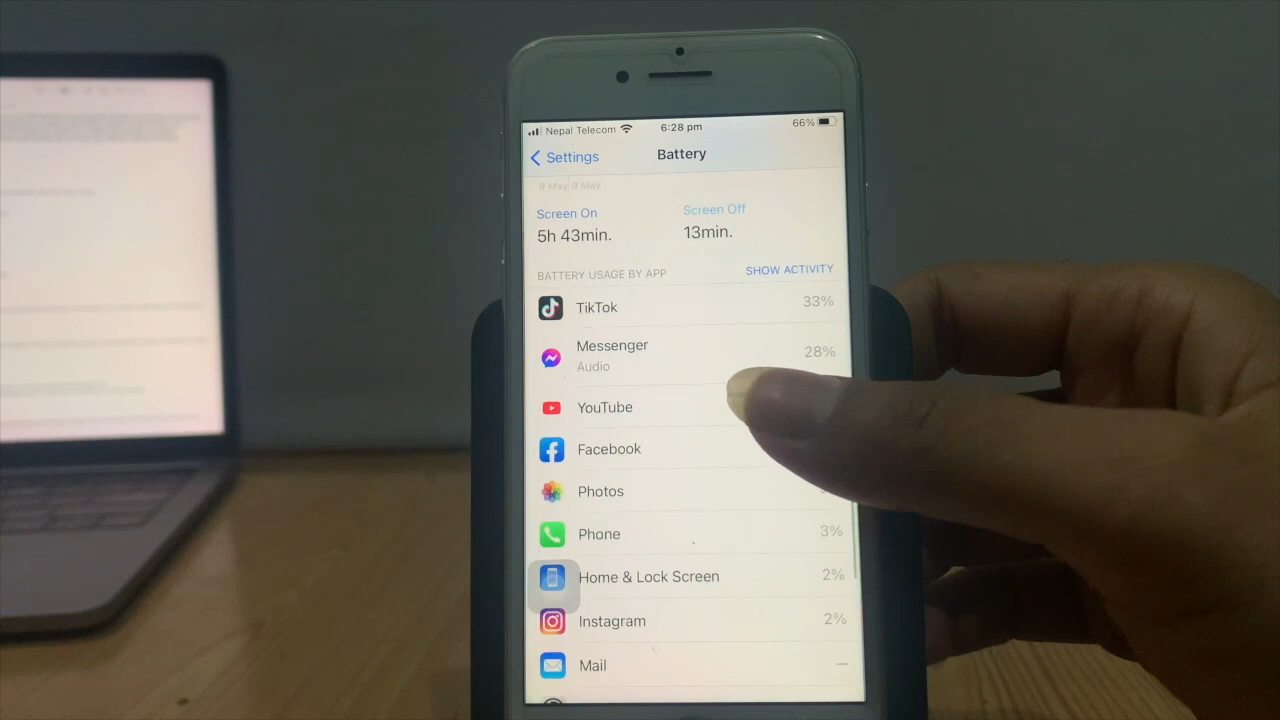 Nepal Telecom 6:28 pm 66%
Settings Battery
Screen On Screen Off
5h 43min. 13min.
BATTERY USAGE BY APP SHOW ACTIVITY
TikTok 33%
Messenger 28%
Audio
YouTube
Facebook
Photos
Phone 3%
Home & Lock Screen 2%
Instagram 2%
Mail —